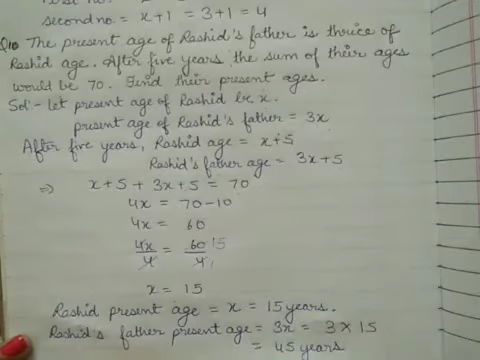 second no. = x+1 = 3+1 = 4
Q10 The present age of Rashid's father is thrice of
Rashid age. After five years the sum of their ages
would be 70. Find their present ages.
Sol:- let present age of Rashid be x.
present age of Rashid's father = 3x
After five years, Rashid age = x+5
Rashid's father age = 3x+5
⇒ x+5 + 3x+5 = 70
4x = 70-10
4x = 60
4x/4 = 60/4 15
x = 15
Rashid present age = x = 15 years.
Rashid's father present age = 3x = 3 × 15
= 45 years